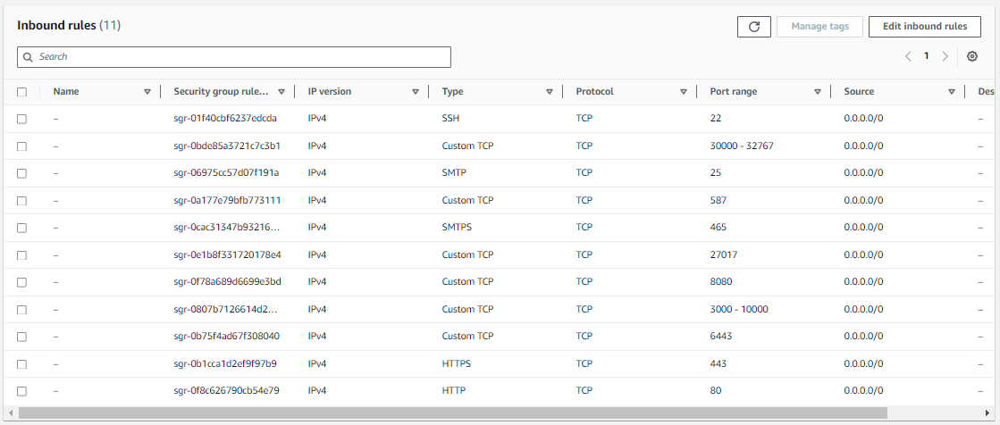 Inbound rules (11)
Manage tags
Edit inbound rules
Search
1
Name Security group rule... IP version Type Protocol Port range Source Des
– sgr-01f40cbf6237edcda IPv4 SSH TCP 22 0.0.0.0/0 –
– sgr-0bde85a3721c7c3b1 IPv4 Custom TCP TCP 30000 - 32767 0.0.0.0/0 –
– sgr-06975cc57d07f191a IPv4 SMTP TCP 25 0.0.0.0/0 –
– sgr-0a177e79bfb773111 IPv4 Custom TCP TCP 587 0.0.0.0/0 –
– sgr-0cac31347b93216... IPv4 SMTPS TCP 465 0.0.0.0/0 –
– sgr-0e1b8f331720178e4 IPv4 Custom TCP TCP 27017 0.0.0.0/0 –
– sgr-0f78a689d6699e3bd IPv4 Custom TCP TCP 8080 0.0.0.0/0 –
– sgr-0807b7126614d2... IPv4 Custom TCP TCP 3000 - 10000 0.0.0.0/0 –
– sgr-0b75f4ad67f308040 IPv4 Custom TCP TCP 6443 0.0.0.0/0 –
– sgr-0b1cca1d2ef9f97b9 IPv4 HTTPS TCP 443 0.0.0.0/0 –
– sgr-0f8c626790cb54e79 IPv4 HTTP TCP 80 0.0.0.0/0 –